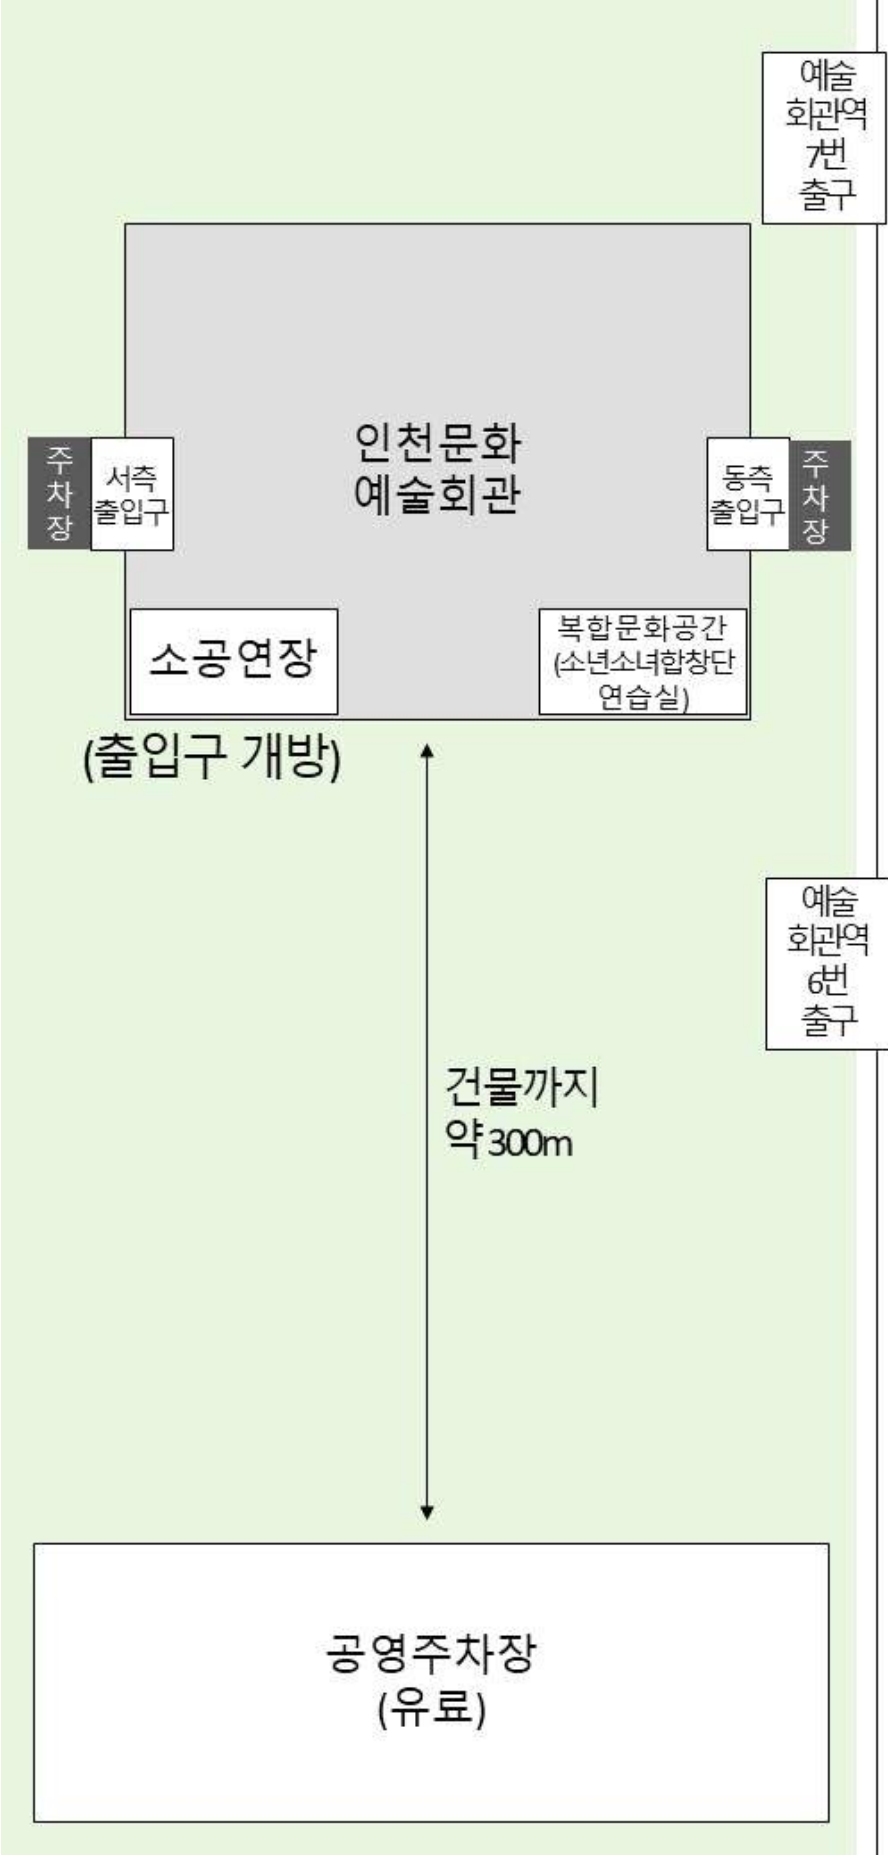 예술
회관역
7번
출구
인천문화
예술회관
주
차
장
서측
출입구
동측
출입구
주
차
장
소공연장
복합문화공간
(소년소녀합창단
연습실)
(출입구 개방)
예술
회관역
6번
출구
건물까지
약 300m
공영주차장
(유료)